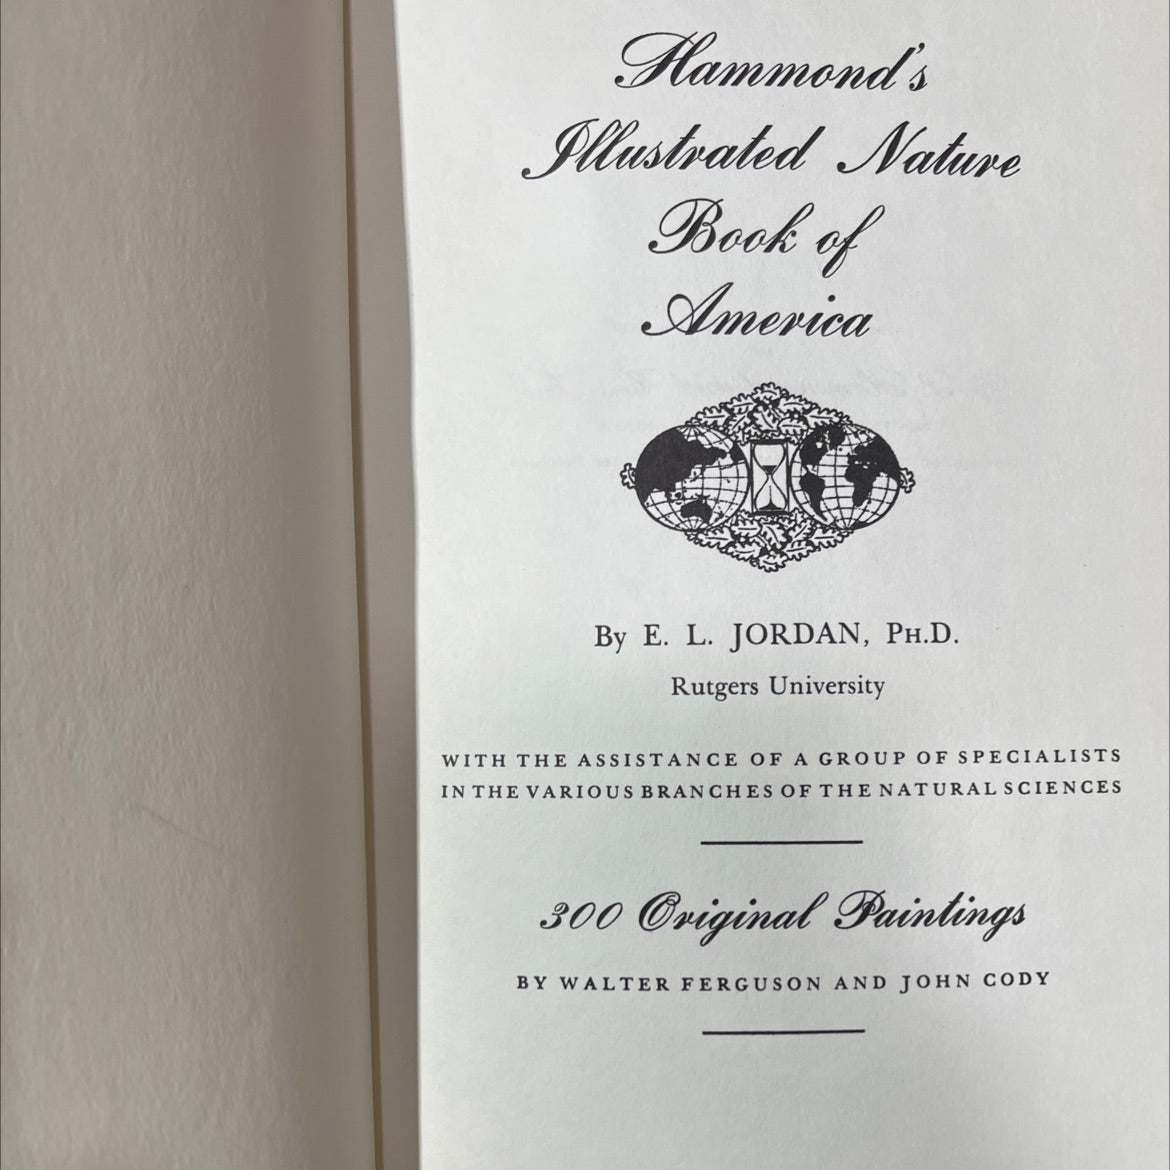 Hammond's
Illustrated Nature
Book of
America
By E. L. JORDAN, PH.D.
Rutgers University
WITH THE ASSISTANCE OF A GROUP OF SPECIALISTS
IN THE VARIOUS BRANCHES OF THE NATURAL SCIENCES
300 Original Paintings
BY WALTER FERGUSON AND JOHN CODY